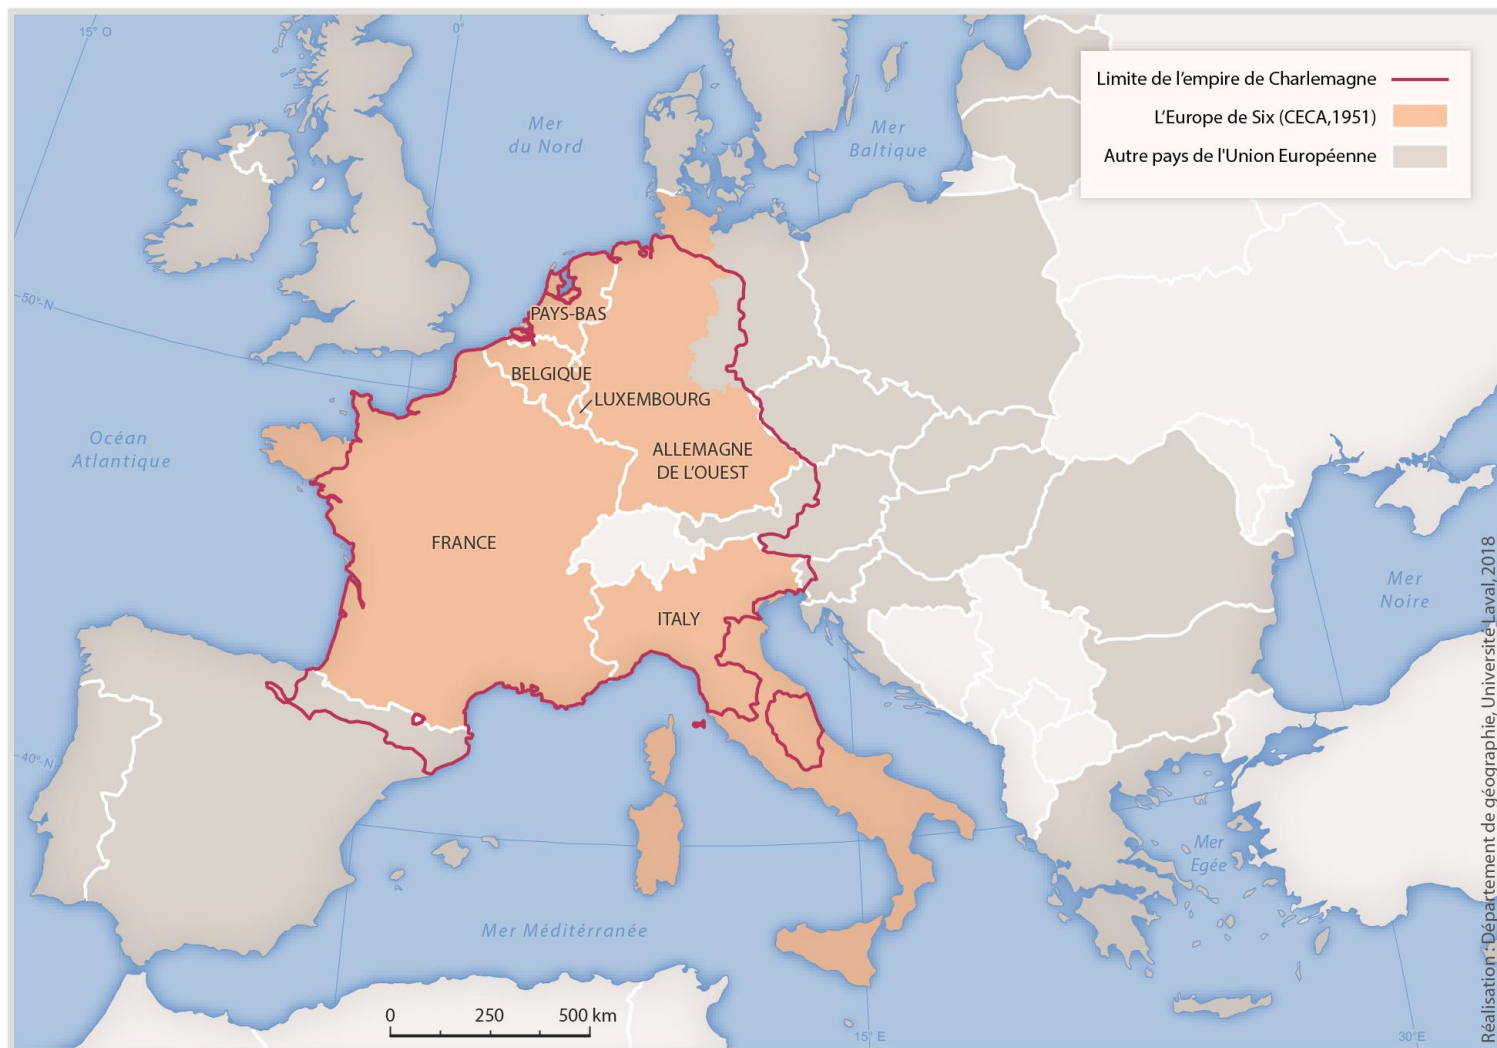 15° O
0°
Limite de l'empire de Charlemagne
L'Europe de Six (CECA,1951)
Autre pays de l'Union Européenne
Mer
du Nord
Mer
Baltique
50°-N
PAYS-BAS
BELGIQUE
LUXEMBOURG
ALLEMAGNE
DE L'OUEST
Océan
Atlantique
FRANCE
ITALY
Mer
Noire
40°-N
Mer
Egée
Mer Méditérranée
0 250 500 km
15° E
30°E
Réalisation : Département de géographie, Université Laval, 2018